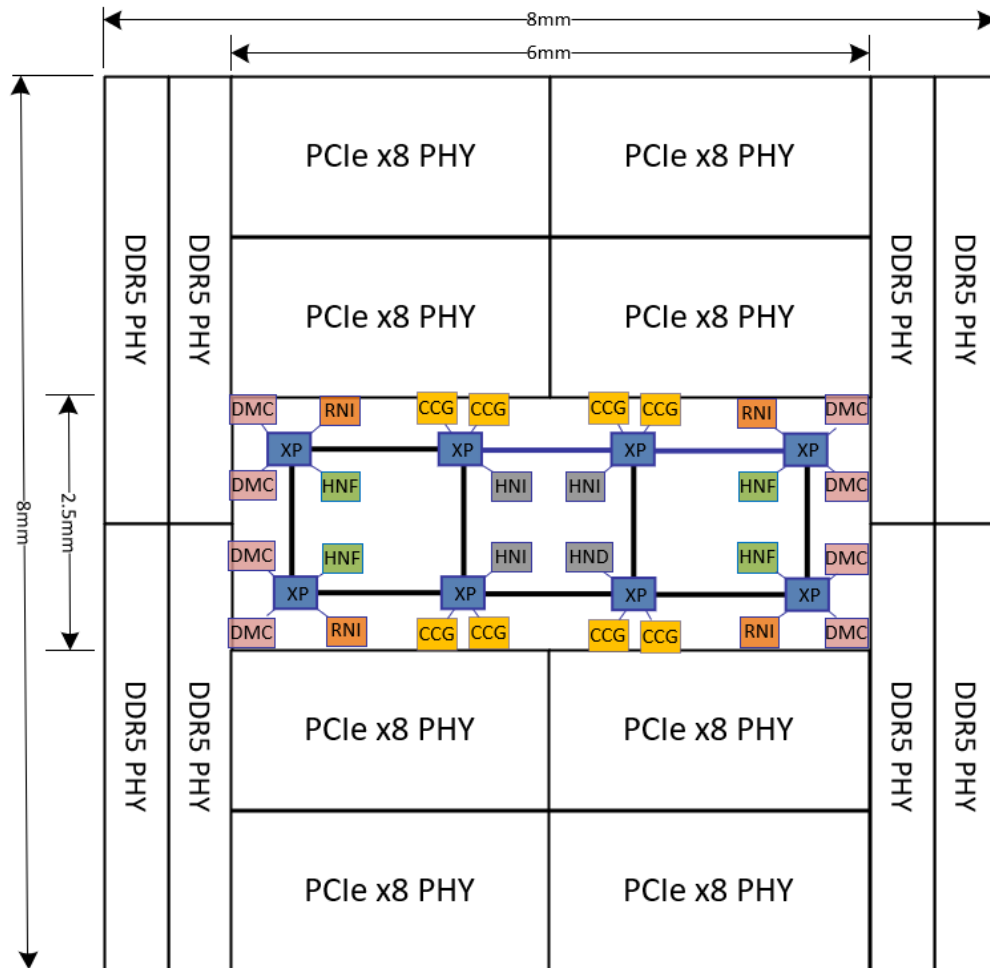 8mm
6mm
PCIe x8 PHY
PCIe x8 PHY
DDR5 PHY
DDR5 PHY
DDR5 PHY
DDR5 PHY
PCIe x8 PHY
PCIe x8 PHY
DMC
RNI
CCG
CCG
CCG
CCG
RNI
DMC
XP
XP
XP
XP
DMC
HNF
HNI
HNI
HNF
DMC
8mm
2.5mm
DMC
HNF
HNI
HND
HNF
DMC
XP
XP
XP
XP
DMC
RNI
CCG
CCG
CCG
CCG
RNI
DMC
DDR5 PHY
DDR5 PHY
PCIe x8 PHY
PCIe x8 PHY
DDR5 PHY
DDR5 PHY
PCIe x8 PHY
PCIe x8 PHY